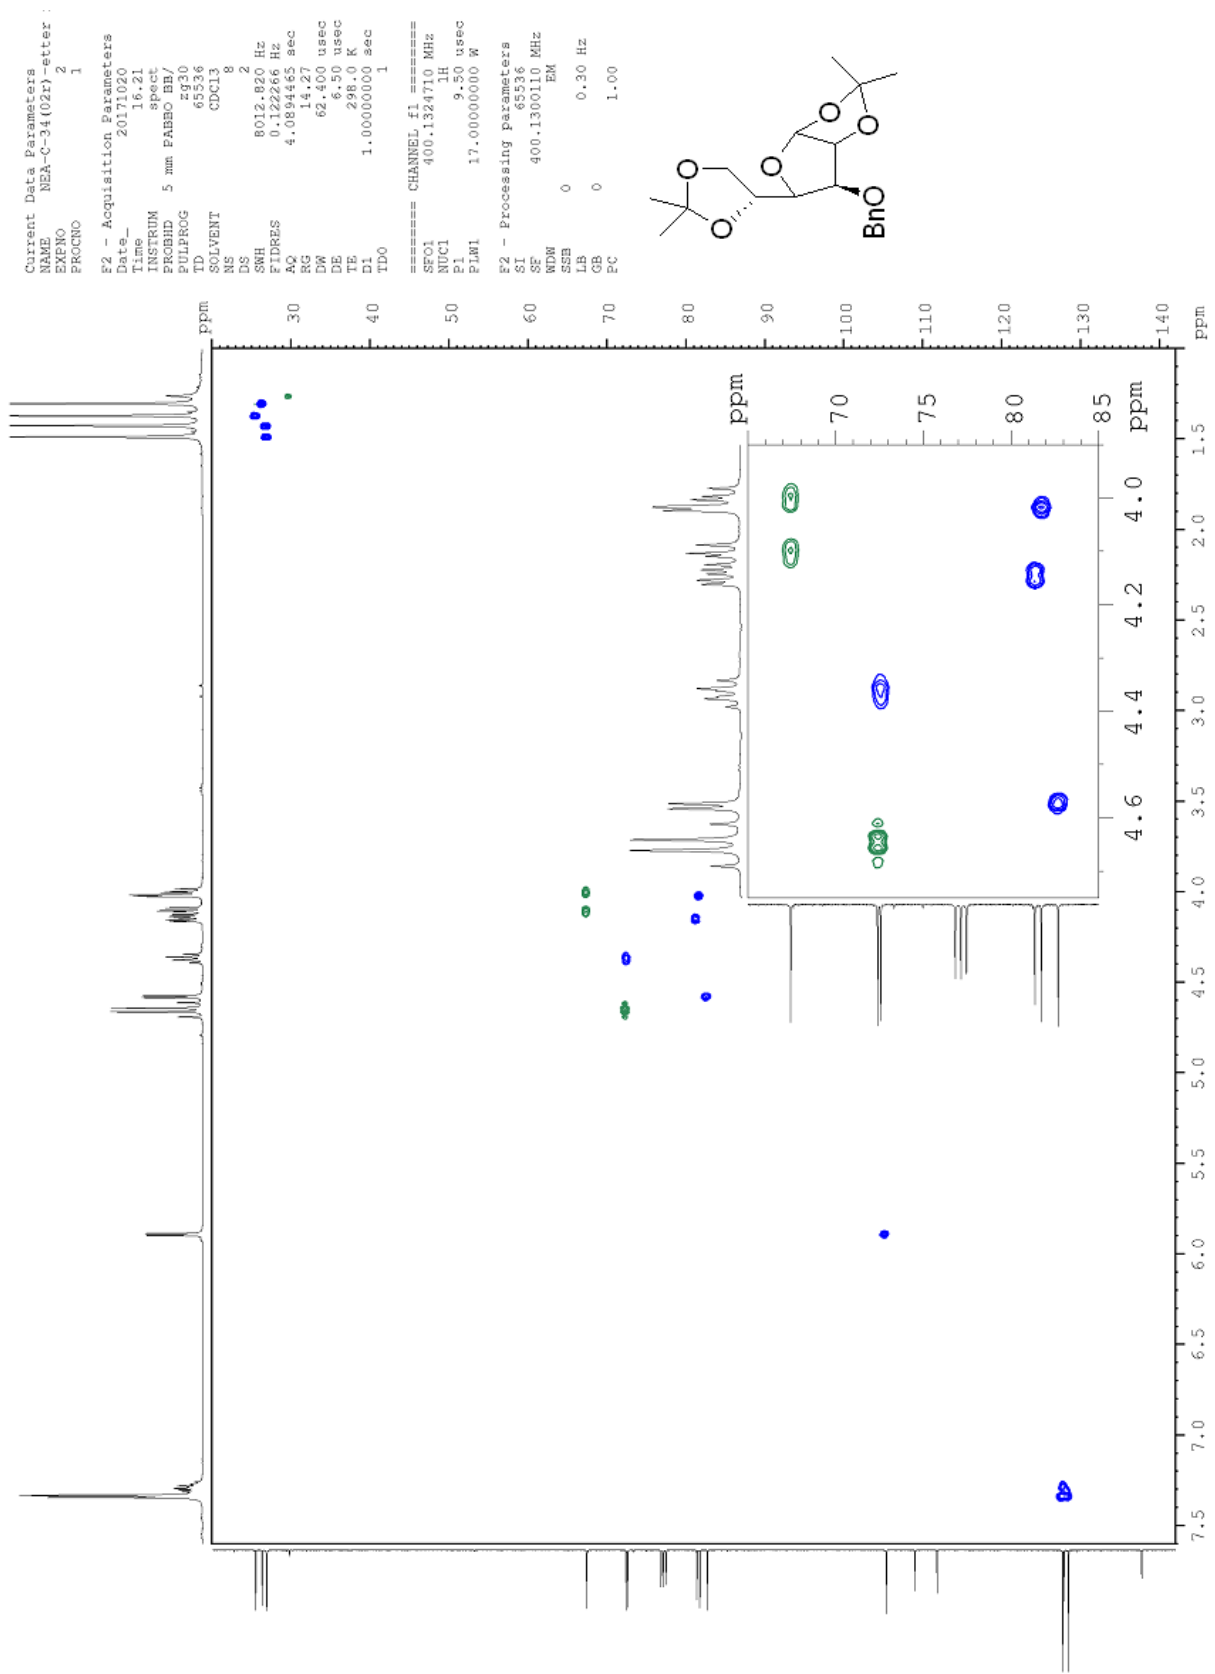 Current Data Parameters
NAME NEA-C-34(02r)-etter :
EXPNO 2
PROCNO 1
F2 - Acquisition Parameters
Date_ 20171020
Time 16.21
INSTRUM spect
PROBHD 5 mm PABBO BB/
PULPROG zg30
TD 65536
SOLVENT CDCl3
NS 8
DS 2
SWH 8012.820 Hz
FIDRES 0.122266 Hz
AQ 4.0894465 sec
RG 14.27
DW 62.400 usec
DE 6.50 usec
TE 298.0 K
D1 1.00000000 sec
TD0 1
======== CHANNEL f1 ========
SFO1 400.1324710 MHz
NUC1 1H
P1 9.50 usec
PLW1 17.00000000 W
F2 - Processing parameters
SI 65536
SF 400.1300110 MHz
WDW EM
SSB 0
LB 0.30 Hz
GB 0
PC 1.00
O
O
O
O
O
BnO
ppm
30
40
50
60
70
80
90
100
110
120
130
140
ppm
1.5
2.0
2.5
3.0
3.5
4.0
4.5
5.0
5.5
6.0
6.5
7.0
7.5
ppm
70
75
80
85
ppm
4.0
4.2
4.4
4.6